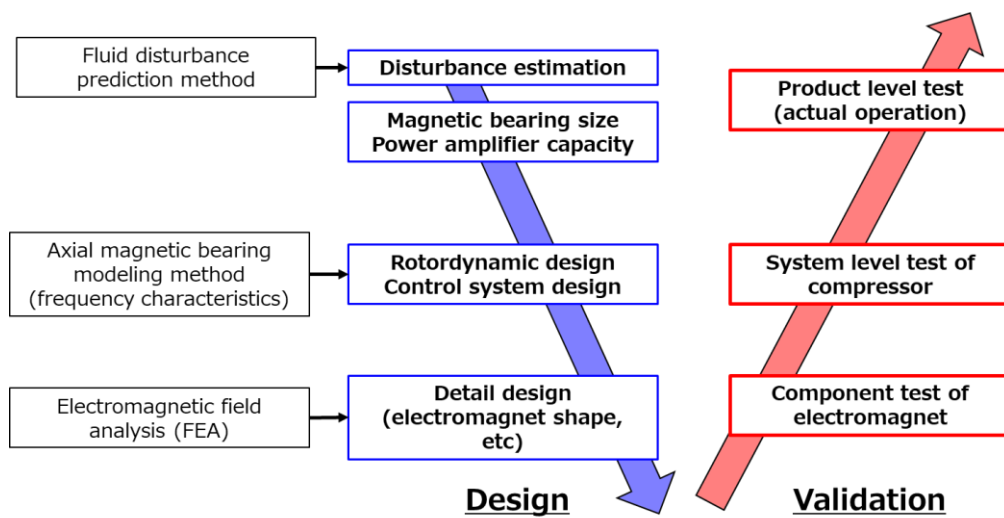 Fluid disturbance
prediction method
Disturbance estimation
Magnetic bearing size
Power amplifier capacity
Product level test
(actual operation)
Axial magnetic bearing
modeling method
(frequency characteristics)
Rotordynamic design
Control system design
System level test of
compressor
Electromagnetic field
analysis (FEA)
Detail design
(electromagnet shape,
etc)
Component test of
electromagnet
Design
Validation